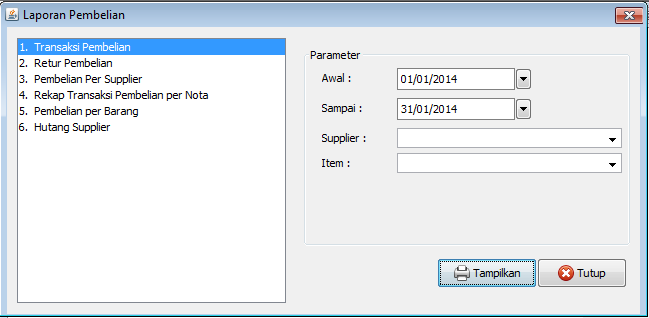 Laporan Pembelian
1. Transaksi Pembelian
2. Retur Pembelian
3. Pembelian Per Supplier
4. Rekap Transaksi Pembelian per Nota
5. Pembelian per Barang
6. Hutang Supplier
Parameter
Awal : 01/01/2014
Sampai : 31/01/2014
Supplier :
Item :
Tampilkan Tutup